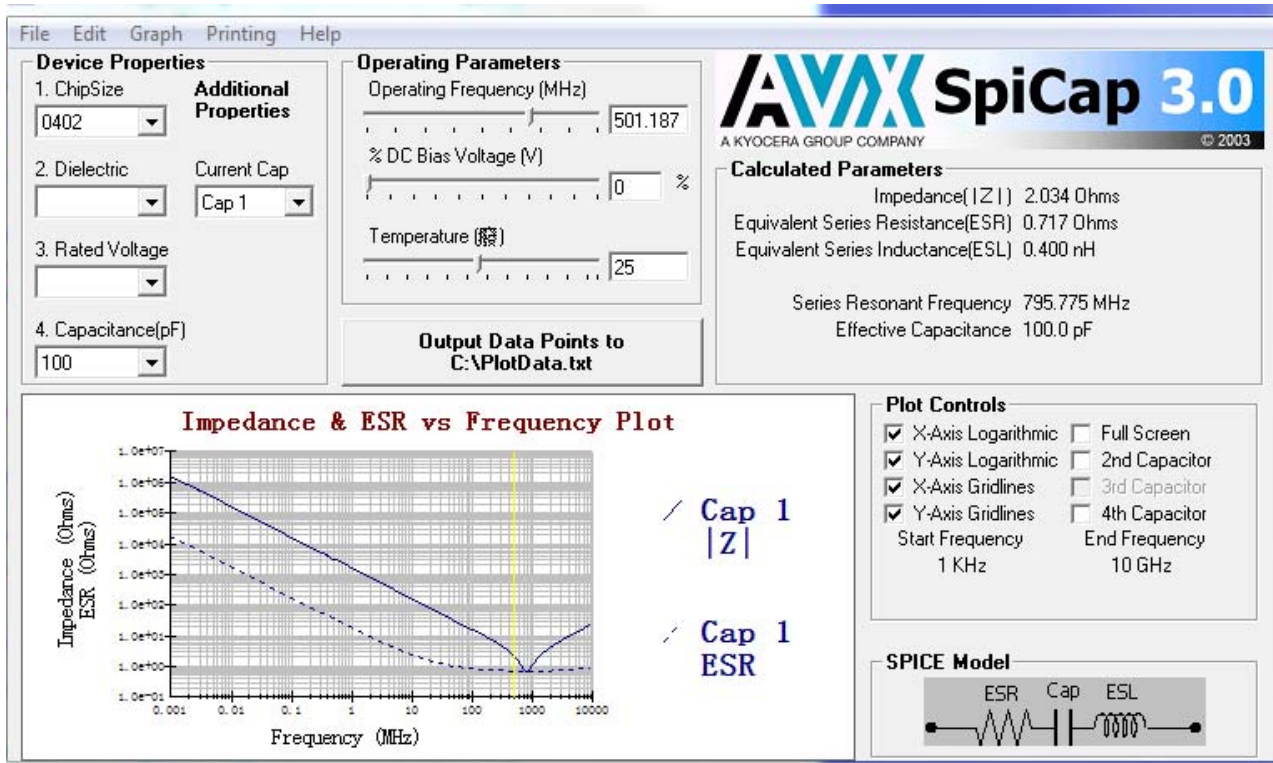 File Edit Graph Printing Help
Device Properties
1. ChipSize
0402
Additional
Properties
2. Dielectric
Current Cap
Cap 1
3. Rated Voltage
4. Capacitance(pF)
100
Operating Parameters
Operating Frequency (MHz)
501.187
% DC Bias Voltage (V)
0 %
Temperature (癈)
25
Output Data Points to
C:\PlotData.txt
AVX SpiCap 3.0
A KYOCERA GROUP COMPANY
© 2003
Calculated Parameters
Impedance(|Z|) 2.034 Ohms
Equivalent Series Resistance(ESR) 0.717 Ohms
Equivalent Series Inductance(ESL) 0.400 nH
Series Resonant Frequency 795.775 MHz
Effective Capacitance 100.0 pF
Impedance & ESR vs Frequency Plot
Impedance (Ohms)
ESR (Ohms)
1.0e+07
1.0e+06
1.0e+05
1.0e+04
1.0e+03
1.0e+02
1.0e+01
1.0e+00
1.0e-01
0.001 0.01 0.1 1 10 100 1000 10000
Frequency (MHz)
Cap 1
|Z|
Cap 1
ESR
Plot Controls
X-Axis Logarithmic Full Screen
Y-Axis Logarithmic 2nd Capacitor
X-Axis Gridlines 3rd Capacitor
Y-Axis Gridlines 4th Capacitor
Start Frequency End Frequency
1 KHz 10 GHz
SPICE Model
ESR Cap ESL